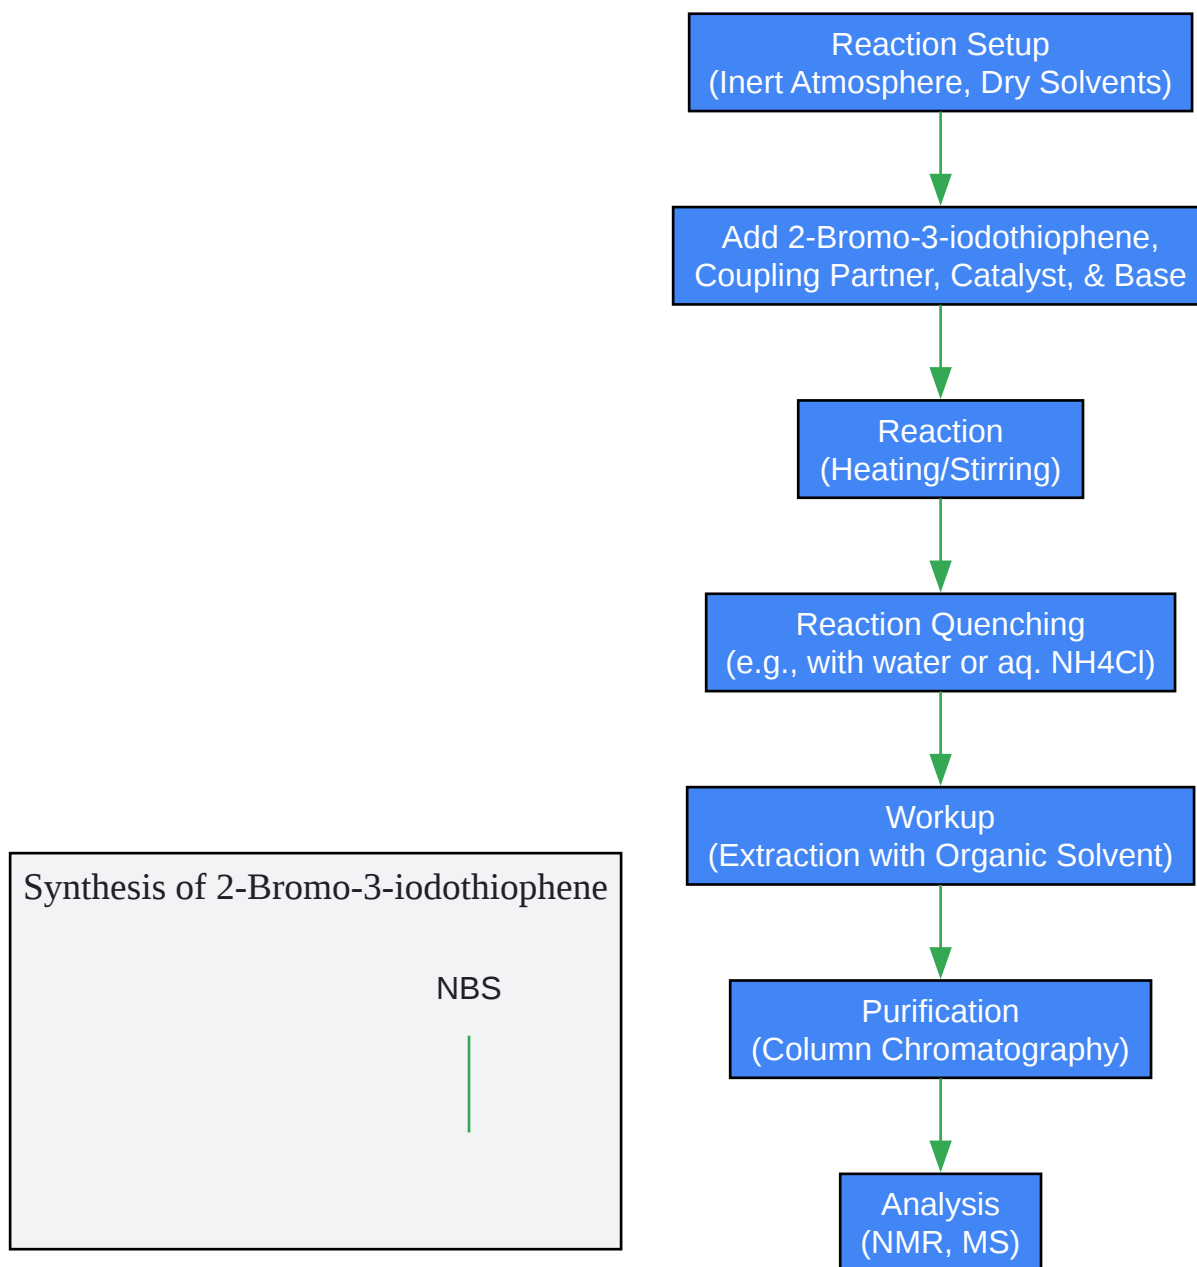 Reaction Setup
(Inert Atmosphere, Dry Solvents)
Add 2-Bromo-3-iodothiophene,
Coupling Partner, Catalyst, & Base
Reaction
(Heating/Stirring)
Reaction Quenching
(e.g., with water or aq. NH4Cl)
Workup
(Extraction with Organic Solvent)
Purification
(Column Chromatography)
Analysis
(NMR, MS)
Synthesis of 2-Bromo-3-iodothiophene
NBS